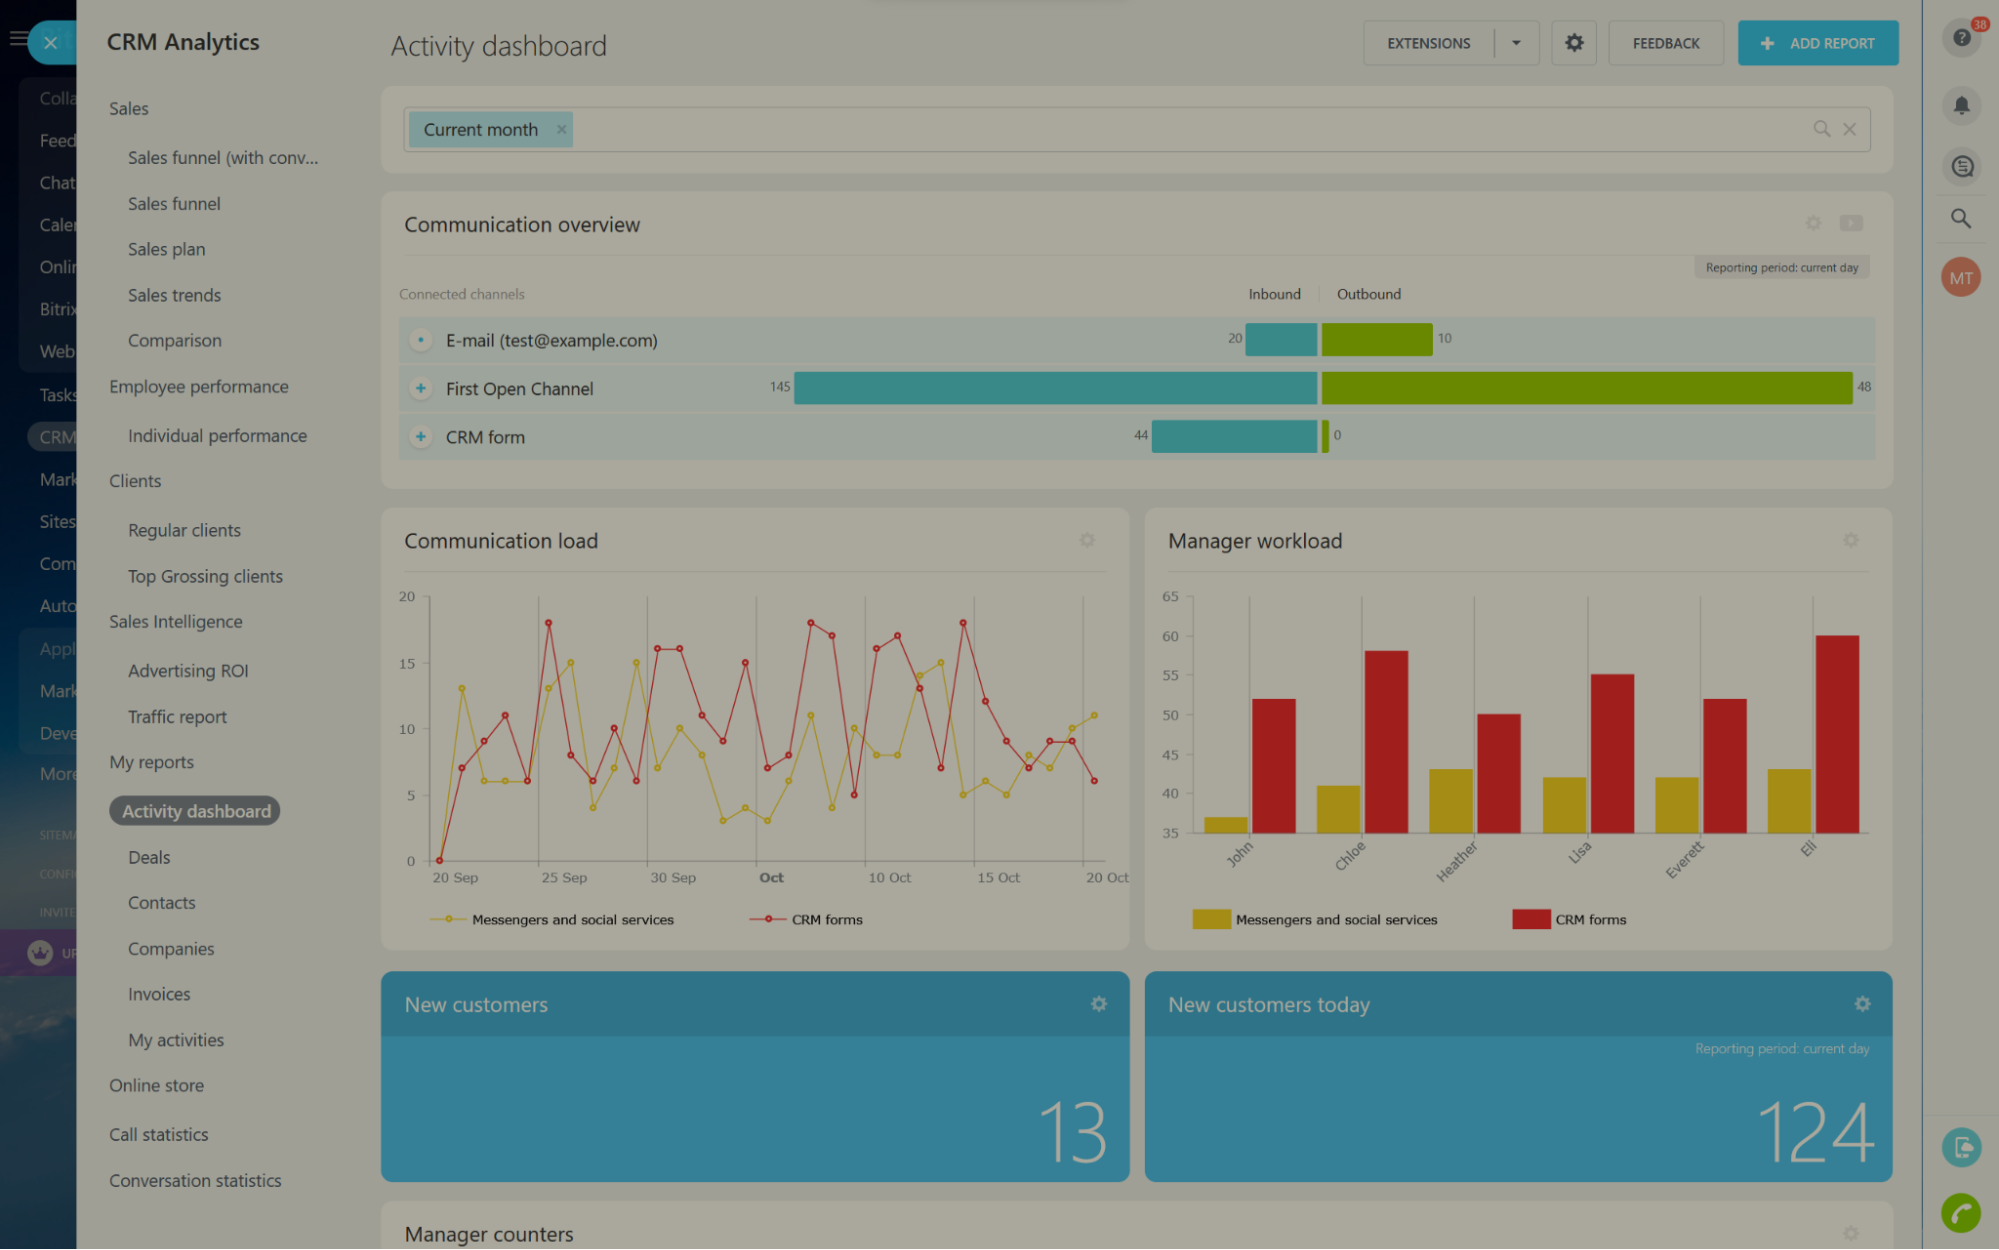 CRM Analytics
Activity dashboard
EXTENSIONS
FEEDBACK
ADD REPORT
38
MT
Colla
Feed
Chat
Caler
Onlin
Bitrix
Web
Tasks
CRM
Mark
Sites
Com
Auto
Appl
Mark
Deve
More
SITEMA
CONFI
INVITE
UP
Sales
Sales funnel (with conv...
Sales funnel
Sales plan
Sales trends
Comparison
Employee performance
Individual performance
Clients
Regular clients
Top Grossing clients
Sales Intelligence
Advertising ROI
Traffic report
My reports
Activity dashboard
Deals
Contacts
Companies
Invoices
My activities
Online store
Call statistics
Conversation statistics
Current month
Communication overview
Reporting period: current day
Connected channels
Inbound
Outbound
E-mail (test@example.com)
20
10
First Open Channel
145
48
CRM form
44
0
Communication load
20
15
10
5
0
20 Sep
25 Sep
30 Sep
Oct
10 Oct
15 Oct
20 Oct
Messengers and social services
CRM forms
Manager workload
65
60
55
50
45
40
35
John
Chloe
Heather
Lisa
Everett
Eli
Messengers and social services
CRM forms
New customers
13
New customers today
Reporting period: current day
124
Manager counters